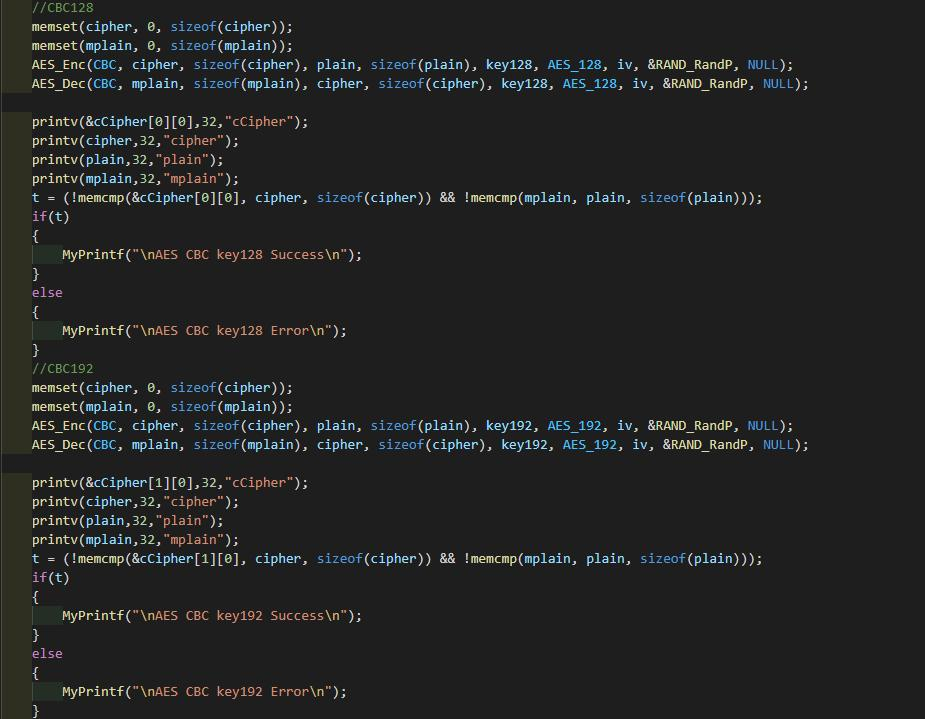 //CBC128
memset(cipher, 0, sizeof(cipher));
memset(mplain, 0, sizeof(mplain));
AES_Enc(CBC, cipher, sizeof(cipher), plain, sizeof(plain), key128, AES_128, iv, &RAND_RandP, NULL);
AES_Dec(CBC, mplain, sizeof(mplain), cipher, sizeof(cipher), key128, AES_128, iv, &RAND_RandP, NULL);
printv(&cCipher[0][0],32,"cCipher");
printv(cipher,32,"cipher");
printv(plain,32,"plain");
printv(mplain,32,"mplain");
t = (!memcmp(&cCipher[0][0], cipher, sizeof(cipher)) && !memcmp(mplain, plain, sizeof(plain)));
if(t)
{
MyPrintf("\nAES CBC key128 Success\n");
}
else
{
MyPrintf("\nAES CBC key128 Error\n");
}
//CBC192
memset(cipher, 0, sizeof(cipher));
memset(mplain, 0, sizeof(mplain));
AES_Enc(CBC, cipher, sizeof(cipher), plain, sizeof(plain), key192, AES_192, iv, &RAND_RandP, NULL);
AES_Dec(CBC, mplain, sizeof(mplain), cipher, sizeof(cipher), key192, AES_192, iv, &RAND_RandP, NULL);
printv(&cCipher[1][0],32,"cCipher");
printv(cipher,32,"cipher");
printv(plain,32,"plain");
printv(mplain,32,"mplain");
t = (!memcmp(&cCipher[1][0], cipher, sizeof(cipher)) && !memcmp(mplain, plain, sizeof(plain)));
if(t)
{
MyPrintf("\nAES CBC key192 Success\n");
}
else
{
MyPrintf("\nAES CBC key192 Error\n");
}